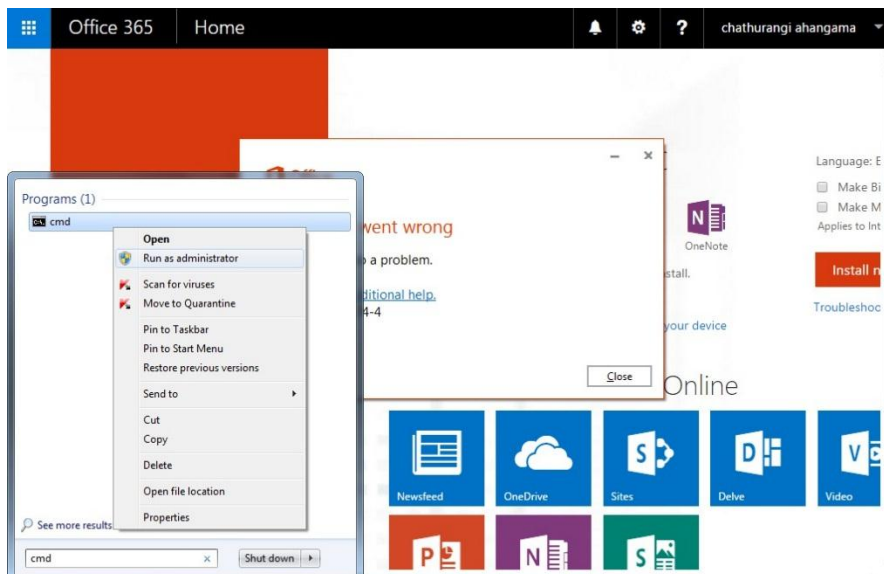 Office 365
Home
?
chathurangi ahangama
Language: E
Make Bi
Make M
Applies to Int
Install n
Troubleshoc
went wrong
a problem.
ditional help.
4-4
Close
OneNote
stall.
your device
Online
Newsfeed
OneDrive
Sites
Delve
Video
Programs (1)
cmd
Open
Run as administrator
Scan for viruses
Move to Quarantine
Pin to Taskbar
Pin to Start Menu
Restore previous versions
Send to
Cut
Copy
Delete
Open file location
Properties
See more results
cmd
Shut down